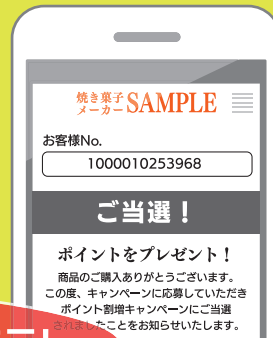 焼き菓子
メーカー SAMPLE
お客様No.
1000010253968
ご当選！
ポイントをプレゼント！
商品のご購入ありがとうございます。
この度、キャンペーンに応募していただき
ポイント割増キャンペーンにご当選
されましたことをお知らせいたします。